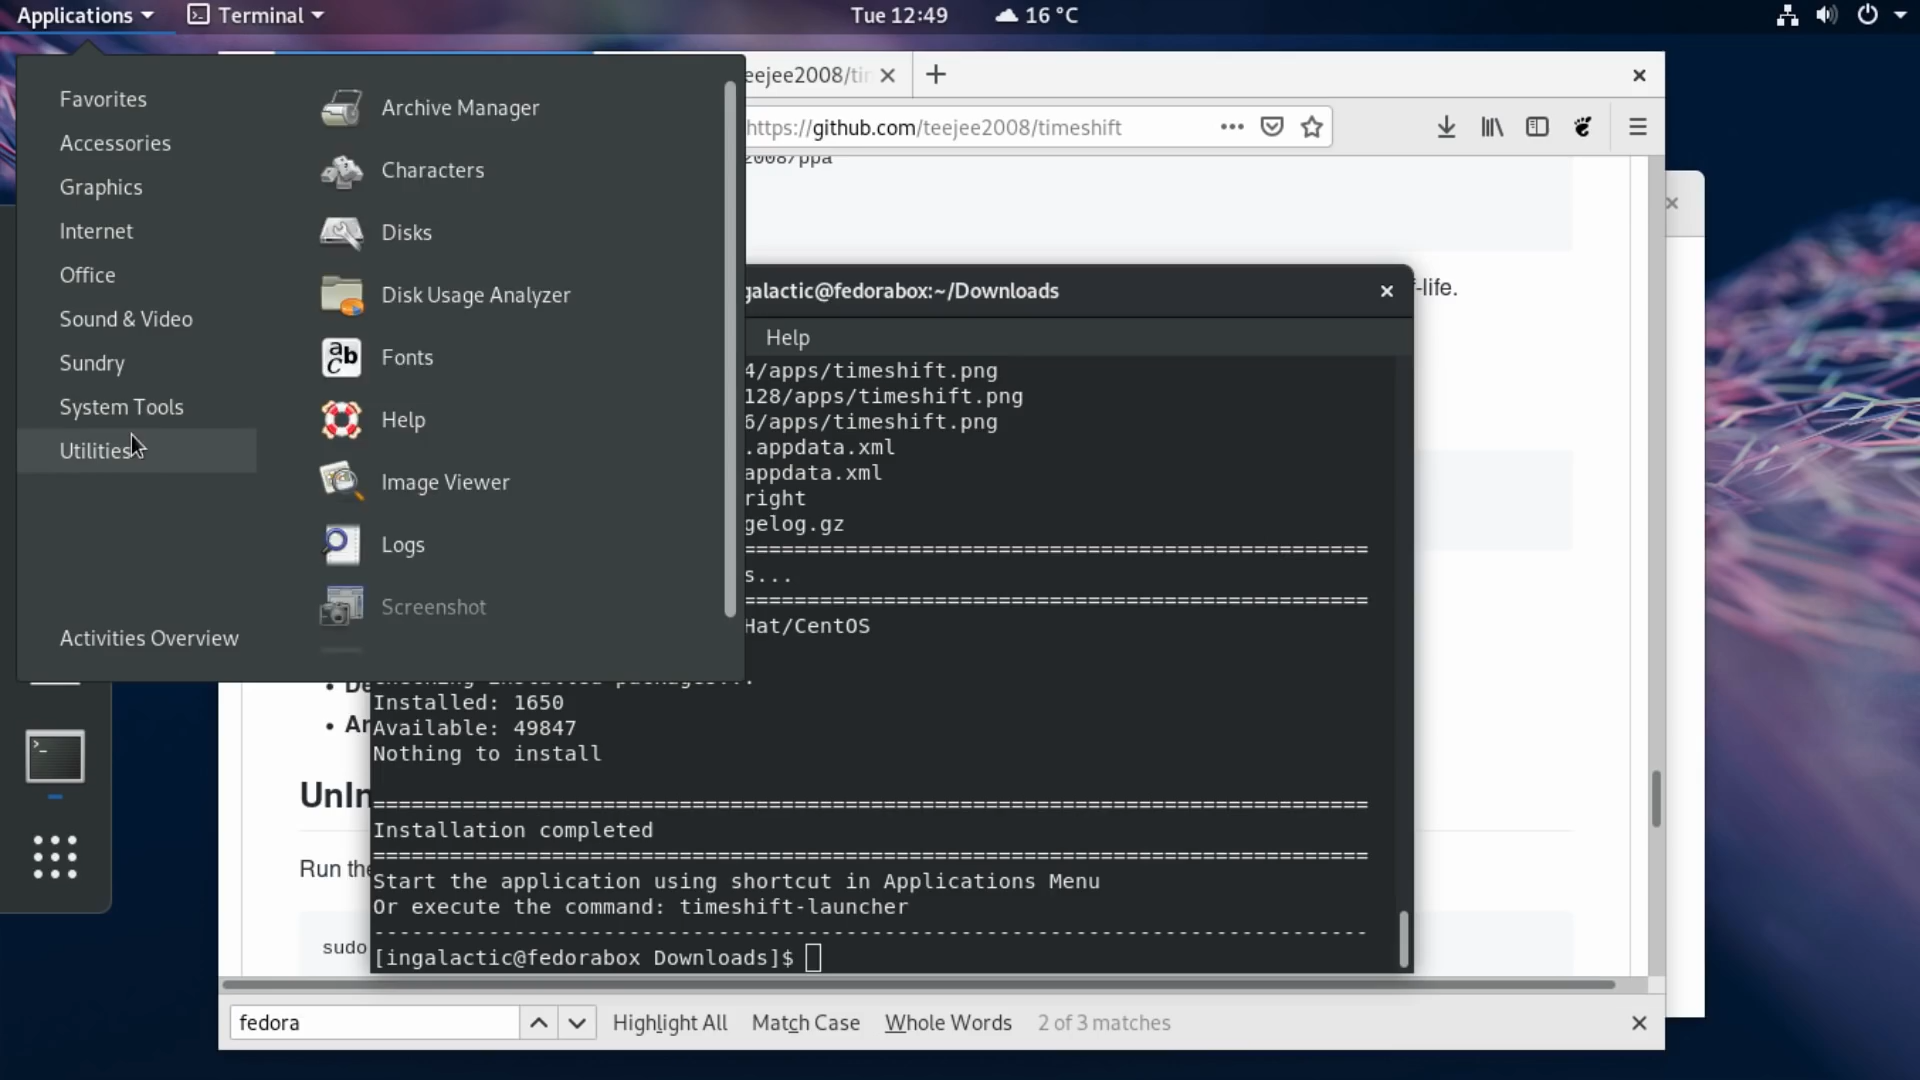 Applications
Terminal
Tue 12:49
16 °C
Favorites
Accessories
Graphics
Internet
Office
Sound & Video
Sundry
System Tools
Utilities
Activities Overview
Archive Manager
Characters
Disks
Disk Usage Analyzer
Fonts
Help
Image Viewer
Logs
Screenshot
eejee2008/ti
https://github.com/teejee2008/timeshift
2008/ppa
f-life.
galactic@fedorabox:~/Downloads
Help
4/apps/timeshift.png
128/apps/timeshift.png
6/apps/timeshift.png
.appdata.xml
appdata.xml
right
gelog.gz
==============================================
s...
==============================================
Hat/CentOS
Installed: 1650
Available: 49847
Nothing to install
==============================================================================
Installation completed
==============================================================================
Start the application using shortcut in Applications Menu
Or execute the command: timeshift-launcher
------------------------------------------------------------------------------
[ingalactic@fedorabox Downloads]$
De
Ar
UnIn
Run the
sudo
fedora
Highlight All
Match Case
Whole Words
2 of 3 matches